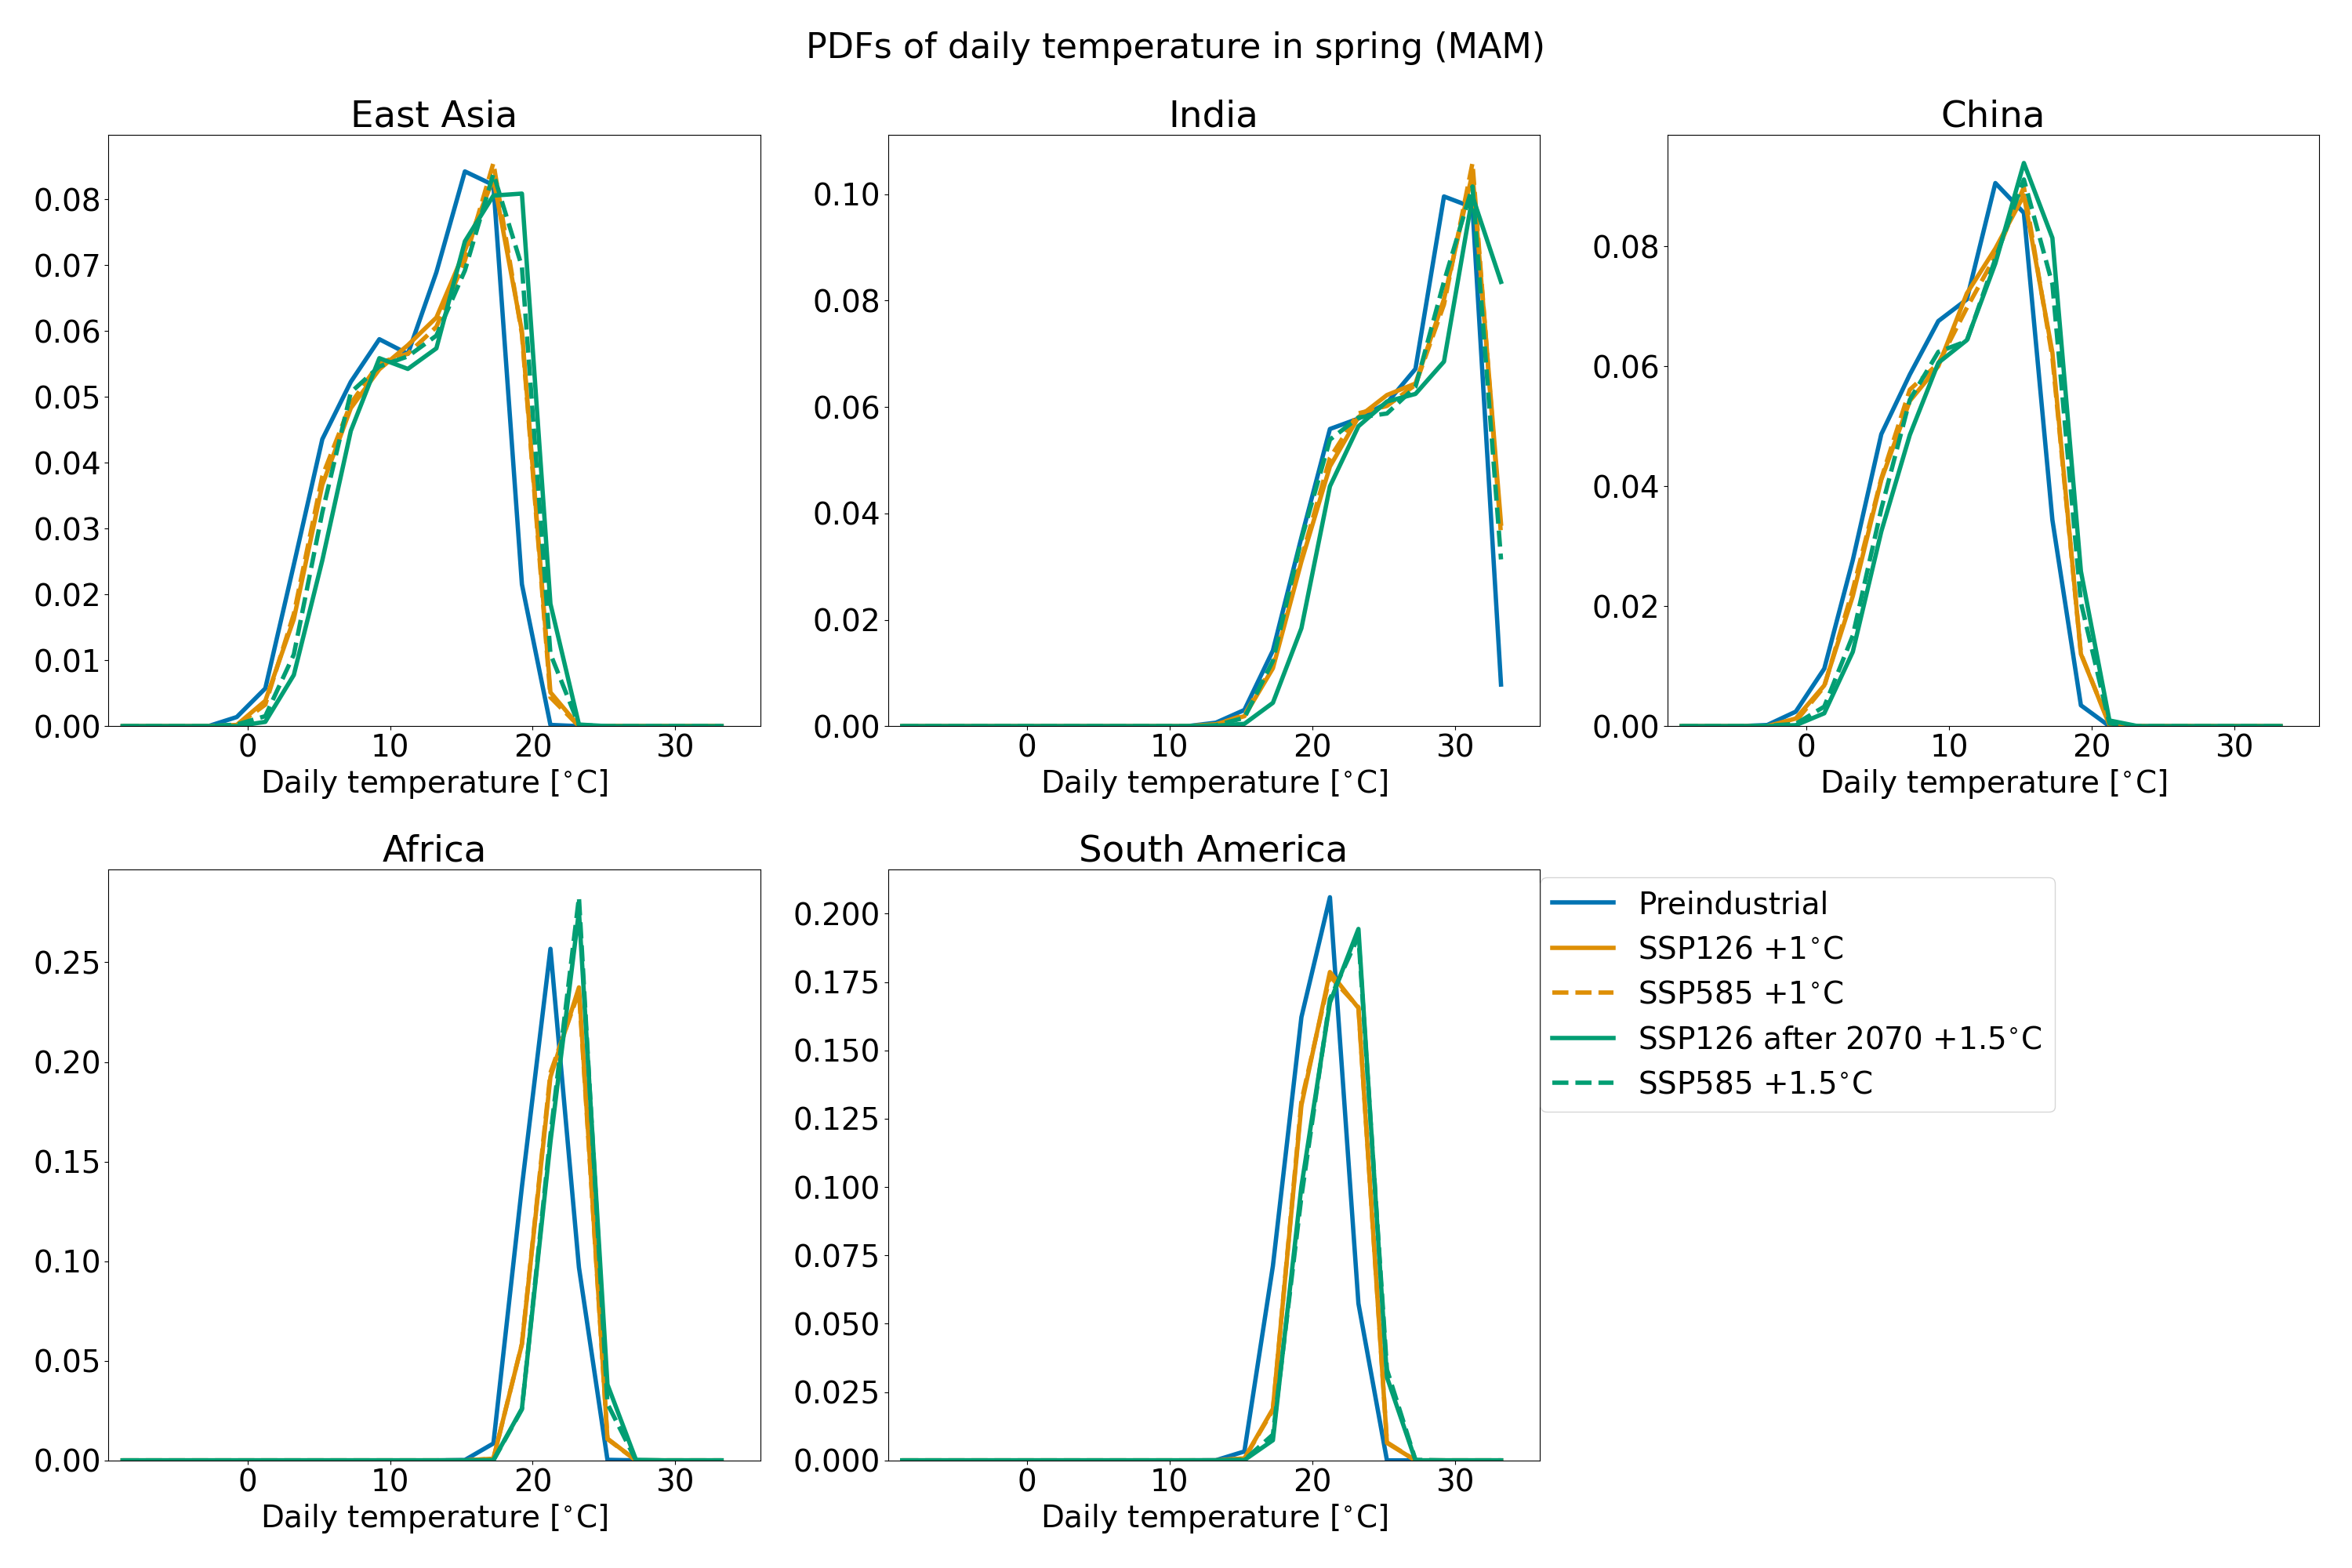 PDFs of daily temperature in spring (MAM)
East Asia
0.08
0.07
0.06
0.05
0.04
0.03
0.02
0.01
0.00
0 10 20 30
Daily temperature [°C]
India
0.10
0.08
0.06
0.04
0.02
0.00
0 10 20 30
Daily temperature [°C]
China
0.08
0.06
0.04
0.02
0.00
0 10 20 30
Daily temperature [°C]
Africa
0.25
0.20
0.15
0.10
0.05
0.00
0 10 20 30
Daily temperature [°C]
South America
0.200
0.175
0.150
0.125
0.100
0.075
0.050
0.025
0.000
0 10 20 30
Daily temperature [°C]
Preindustrial
SSP126 +1°C
SSP585 +1°C
SSP126 after 2070 +1.5°C
SSP585 +1.5°C